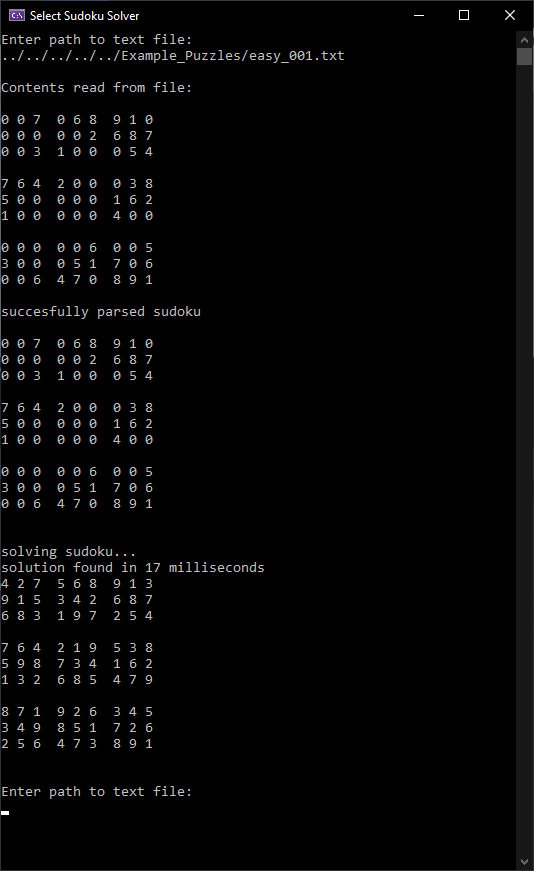 Select Sudoku Solver
Enter path to text file:
../../../../../Example_Puzzles/easy_001.txt
Contents read from file:
0 0 7  0 6 8  9 1 0
0 0 0  0 0 2  6 8 7
0 0 3  1 0 0  0 5 4
7 6 4  2 0 0  0 3 8
5 0 0  0 0 0  1 6 2
1 0 0  0 0 0  4 0 0
0 0 0  0 0 6  0 0 5
3 0 0  0 5 1  7 0 6
0 0 6  4 7 0  8 9 1
succesfully parsed sudoku
0 0 7  0 6 8  9 1 0
0 0 0  0 0 2  6 8 7
0 0 3  1 0 0  0 5 4
7 6 4  2 0 0  0 3 8
5 0 0  0 0 0  1 6 2
1 0 0  0 0 0  4 0 0
0 0 0  0 0 6  0 0 5
3 0 0  0 5 1  7 0 6
0 0 6  4 7 0  8 9 1
solving sudoku...
solution found in 17 milliseconds
4 2 7  5 6 8  9 1 3
9 1 5  3 4 2  6 8 7
6 8 3  1 9 7  2 5 4
7 6 4  2 1 9  5 3 8
5 9 8  7 3 4  1 6 2
1 3 2  6 8 5  4 7 9
8 7 1  9 2 6  3 4 5
3 4 9  8 5 1  7 2 6
2 5 6  4 7 3  8 9 1
Enter path to text file: